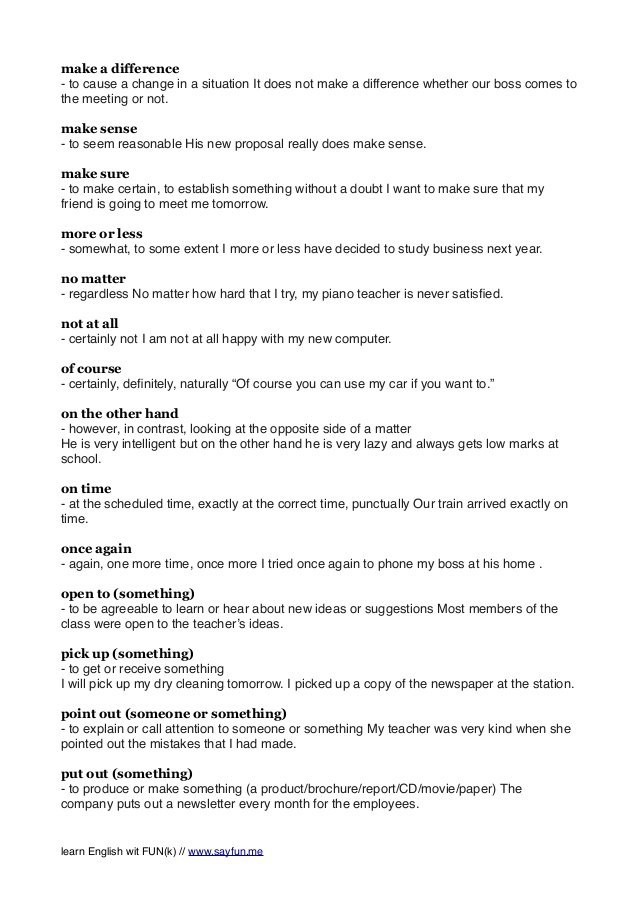 make a difference
- to cause a change in a situation It does not make a difference whether our boss comes to
the meeting or not.
make sense
- to seem reasonable His new proposal really does make sense.
make sure
- to make certain, to establish something without a doubt I want to make sure that my
friend is going to meet me tomorrow.
more or less
- somewhat, to some extent I more or less have decided to study business next year.
no matter
- regardless No matter how hard that I try, my piano teacher is never satisfied.
not at all
- certainly not I am not at all happy with my new computer.
of course
- certainly, definitely, naturally “Of course you can use my car if you want to.”
on the other hand
- however, in contrast, looking at the opposite side of a matter
He is very intelligent but on the other hand he is very lazy and always gets low marks at
school.
on time
- at the scheduled time, exactly at the correct time, punctually Our train arrived exactly on
time.
once again
- again, one more time, once more I tried once again to phone my boss at his home .
open to (something)
- to be agreeable to learn or hear about new ideas or suggestions Most members of the
class were open to the teacher’s ideas.
pick up (something)
- to get or receive something
I will pick up my dry cleaning tomorrow. I picked up a copy of the newspaper at the station.
point out (someone or something)
- to explain or call attention to someone or something My teacher was very kind when she
pointed out the mistakes that I had made.
put out (something)
- to produce or make something (a product/brochure/report/CD/movie/paper) The
company puts out a newsletter every month for the employees.
learn English wit FUN(k) // www.sayfun.me